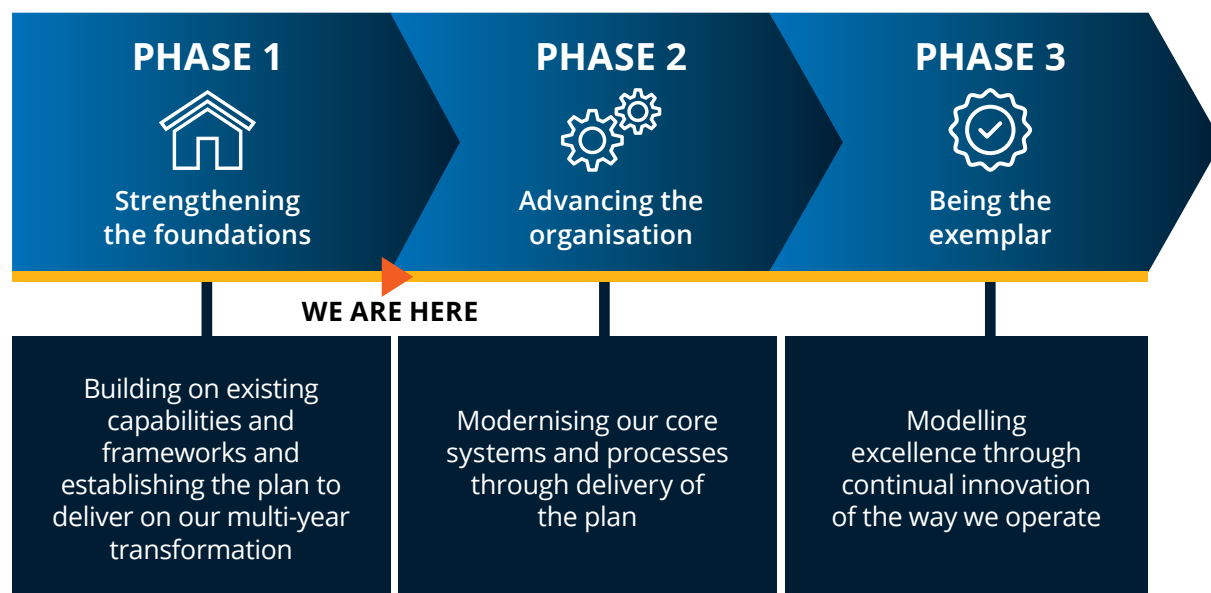 PHASE 1
Strengthening
the foundations
PHASE 2
Advancing the
organisation
PHASE 3
Being the
exemplar
WE ARE HERE
Building on existing
capabilities and
frameworks and
establishing the plan to
deliver on our multi-year
transformation
Modernising our core
systems and processes
through delivery of
the plan
Modelling
excellence through
continual innovation
of the way we operate